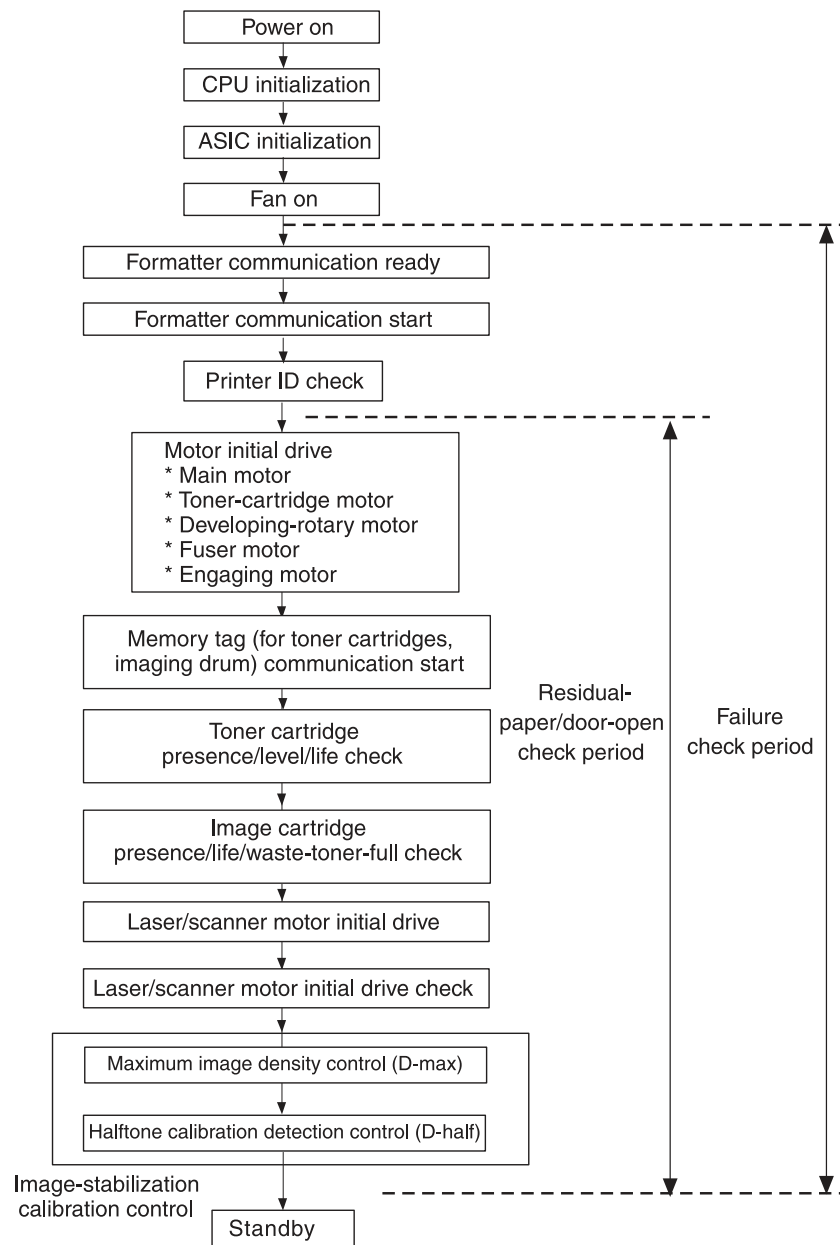 Power on
CPU initialization
ASIC initialization
Fan on
Formatter communication ready
Formatter communication start
Printer ID check
Motor initial drive
* Main motor
* Toner-cartridge motor
* Developing-rotary motor
* Fuser motor
* Engaging motor
Memory tag (for toner cartridges,
imaging drum) communication start
Toner cartridge
presence/level/life check
Image cartridge
presence/life/waste-toner-full check
Laser/scanner motor initial drive
Laser/scanner motor initial drive check
Maximum image density control (D-max)
Halftone calibration detection control (D-half)
Image-stabilization
calibration control
Standby
Residual-
paper/door-open
check period
Failure
check period